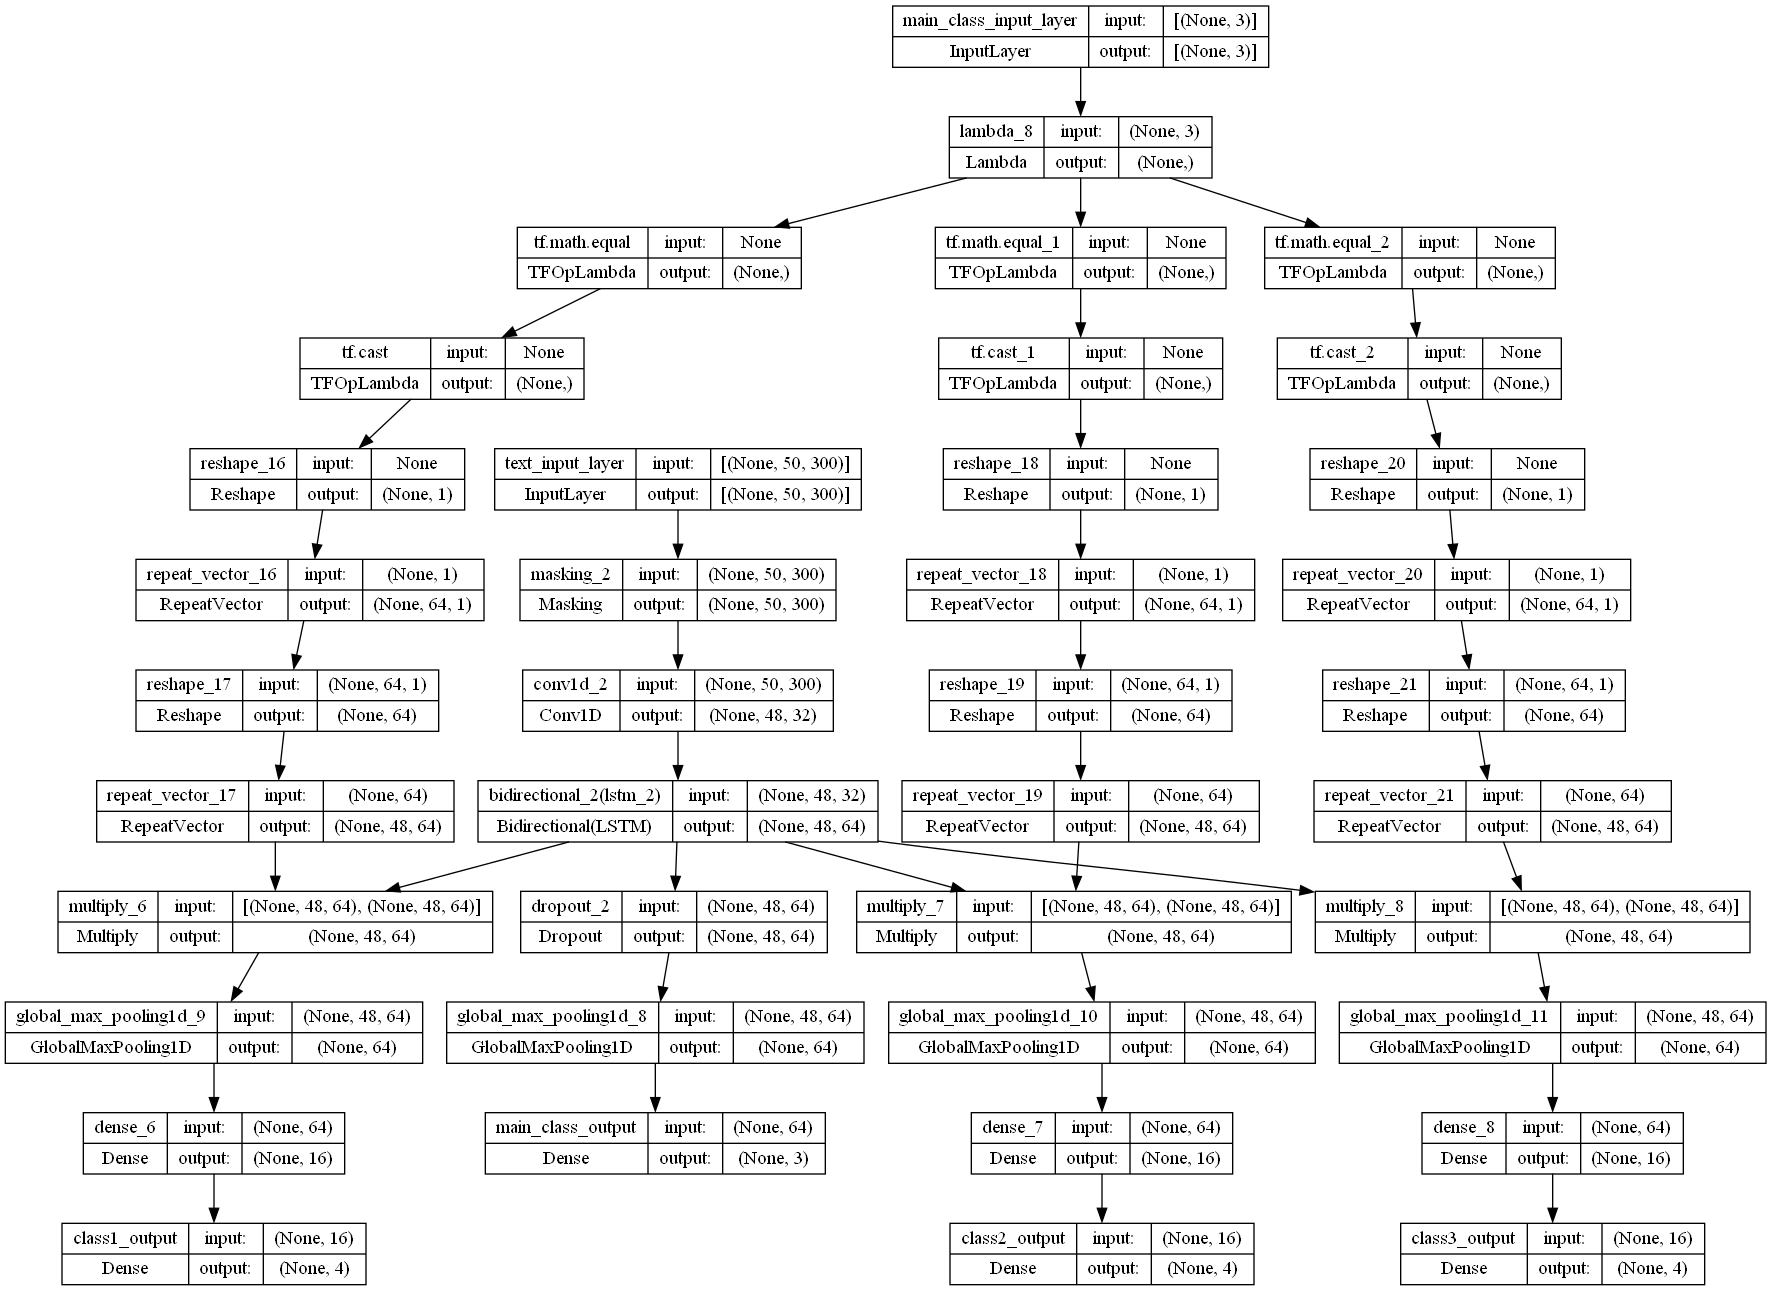 main_class_input_layer input: [(None, 3)]
InputLayer output: [(None, 3)]
lambda_8 input: (None, 3)
Lambda output: (None,)
tf.math.equal input: None
TFOpLambda output: (None,)
tf.math.equal_1 input: None
TFOpLambda output: (None,)
tf.math.equal_2 input: None
TFOpLambda output: (None,)
tf.cast input: None
TFOpLambda output: (None,)
tf.cast_1 input: None
TFOpLambda output: (None,)
tf.cast_2 input: None
TFOpLambda output: (None,)
reshape_16 input: None
Reshape output: (None, 1)
text_input_layer input: [(None, 50, 300)]
InputLayer output: [(None, 50, 300)]
reshape_18 input: None
Reshape output: (None, 1)
reshape_20 input: None
Reshape output: (None, 1)
repeat_vector_16 input: (None, 1)
RepeatVector output: (None, 64, 1)
masking_2 input: (None, 50, 300)
Masking output: (None, 50, 300)
repeat_vector_18 input: (None, 1)
RepeatVector output: (None, 64, 1)
repeat_vector_20 input: (None, 1)
RepeatVector output: (None, 64, 1)
reshape_17 input: (None, 64, 1)
Reshape output: (None, 64)
conv1d_2 input: (None, 50, 300)
Conv1D output: (None, 48, 32)
reshape_19 input: (None, 64, 1)
Reshape output: (None, 64)
reshape_21 input: (None, 64, 1)
Reshape output: (None, 64)
repeat_vector_17 input: (None, 64)
RepeatVector output: (None, 48, 64)
bidirectional_2(lstm_2) input: (None, 48, 32)
Bidirectional(LSTM) output: (None, 48, 64)
repeat_vector_19 input: (None, 64)
RepeatVector output: (None, 48, 64)
repeat_vector_21 input: (None, 64)
RepeatVector output: (None, 48, 64)
multiply_6 input: [(None, 48, 64), (None, 48, 64)]
Multiply output: (None, 48, 64)
dropout_2 input: (None, 48, 64)
Dropout output: (None, 48, 64)
multiply_7 input: [(None, 48, 64), (None, 48, 64)]
Multiply output: (None, 48, 64)
multiply_8 input: [(None, 48, 64), (None, 48, 64)]
Multiply output: (None, 48, 64)
global_max_pooling1d_9 input: (None, 48, 64)
GlobalMaxPooling1D output: (None, 64)
global_max_pooling1d_8 input: (None, 48, 64)
GlobalMaxPooling1D output: (None, 64)
global_max_pooling1d_10 input: (None, 48, 64)
GlobalMaxPooling1D output: (None, 64)
global_max_pooling1d_11 input: (None, 48, 64)
GlobalMaxPooling1D output: (None, 64)
dense_6 input: (None, 64)
Dense output: (None, 16)
main_class_output input: (None, 64)
Dense output: (None, 3)
dense_7 input: (None, 64)
Dense output: (None, 16)
dense_8 input: (None, 64)
Dense output: (None, 16)
class1_output input: (None, 16)
Dense output: (None, 4)
class2_output input: (None, 16)
Dense output: (None, 4)
class3_output input: (None, 16)
Dense output: (None, 4)